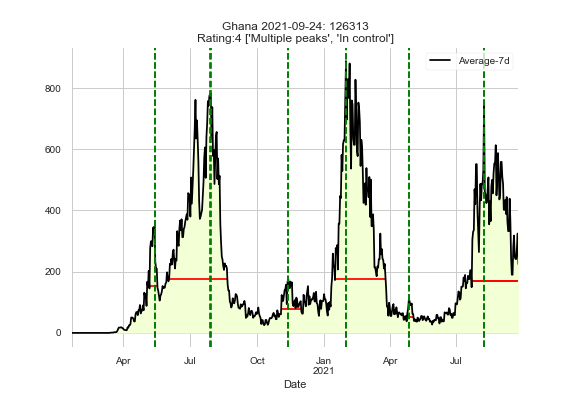 Ghana 2021-09-24: 126313
Rating:4 ['Multiple peaks', 'In control']
Average-7d
800
600
400
200
0
Apr
Jul
Oct
Jan
2021
Apr
Jul
Date